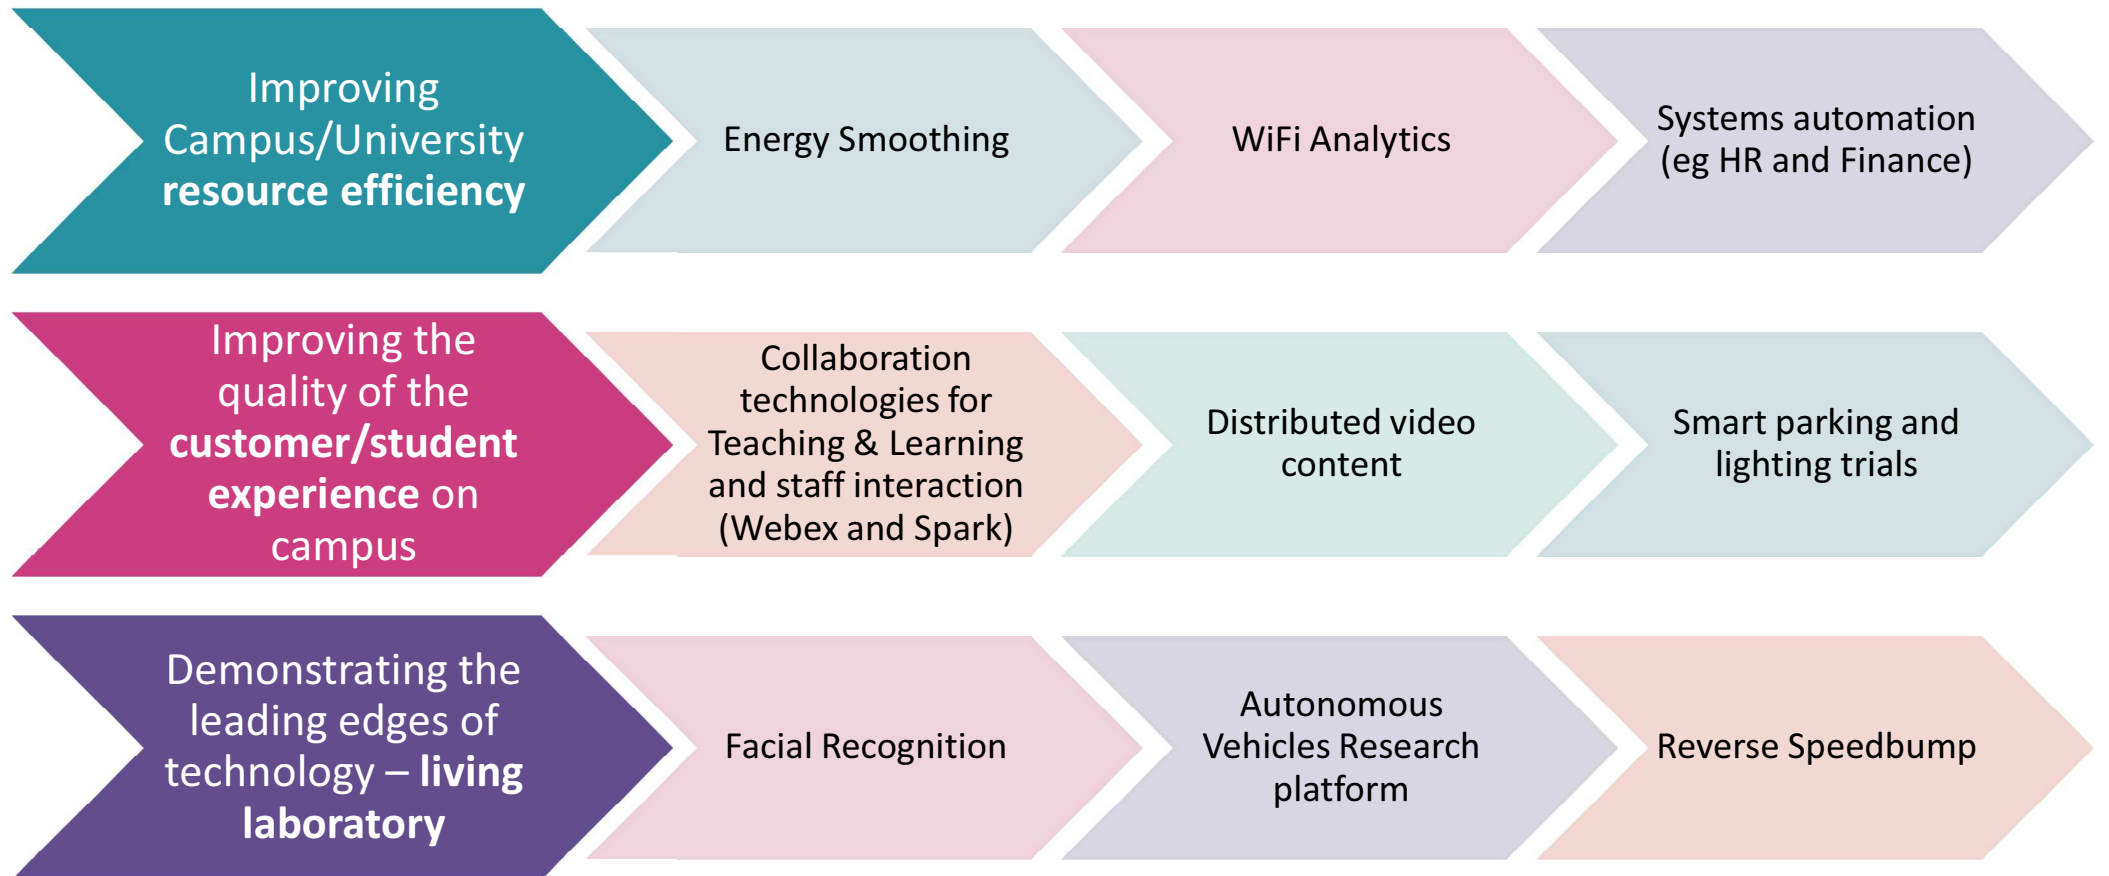 Improving
Campus/University
resource efficiency
Energy Smoothing
WiFi Analytics
Systems automation
(eg HR and Finance)
Improving the
quality of the
customer/student
experience on
campus
Collaboration
technologies for
Teaching & Learning
and staff interaction
(Webex and Spark)
Distributed video
content
Smart parking and
lighting trials
Demonstrating the
leading edges of
technology – living
laboratory
Facial Recognition
Autonomous
Vehicles Research
platform
Reverse Speedbump